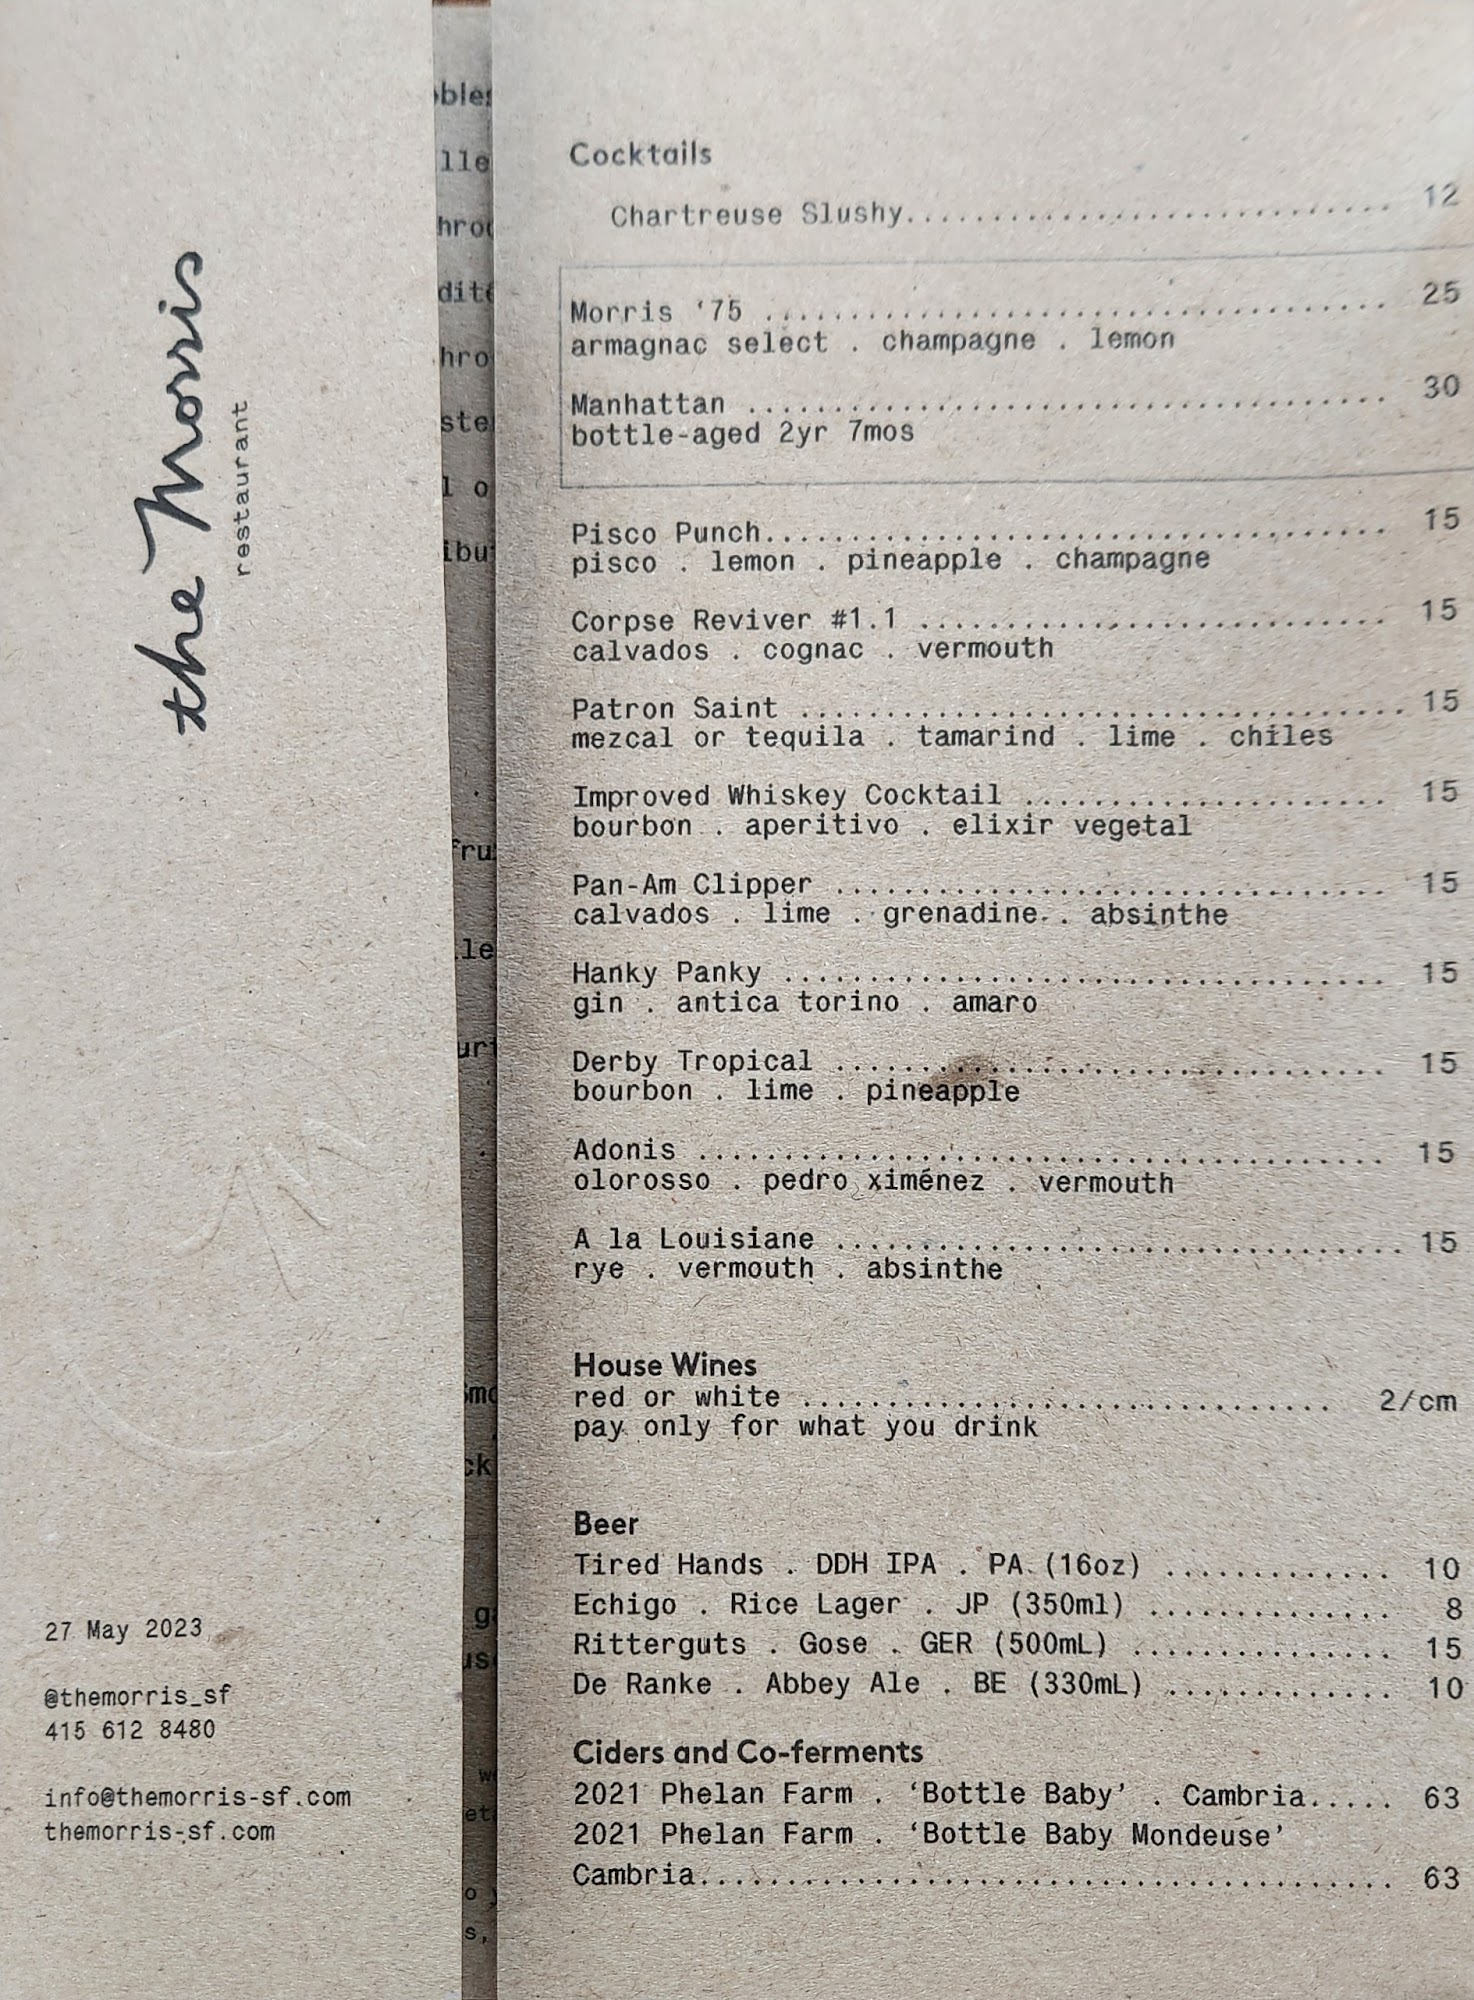 the Morris
restaurant
27 May 2023
@themorris_sf
415 612 8480
info@themorris-sf.com
themorris-sf.com
Cocktails
Chartreuse Slushy............................ 12
Morris ‘75 .................................... 25
armagnac select . champagne . lemon
Manhattan ..................................... 30
bottle-aged 2yr 7mos
Pisco Punch.................................... 15
pisco . lemon . pineapple . champagne
Corpse Reviver #1.1 ........................... 15
calvados . cognac . vermouth
Patron Saint ................................... 15
mezcal or tequila . tamarind . lime . chiles
Improved Whiskey Cocktail ..................... 15
bourbon . aperitivo . elixir vegetal
Pan-Am Clipper ................................ 15
calvados . lime . grenadine . absinthe
Hanky Panky ................................... 15
gin . antica torino . amaro
Derby Tropical ................................ 15
bourbon . lime . pineapple
Adonis ........................................ 15
olorosso . pedro ximénez . vermouth
A la Louisiane ................................. 15
rye . vermouth . absinthe
House Wines
red or white ............................... 2/cm
pay only for what you drink
Beer
Tired Hands . DDH IPA . PA (16oz) ............. 10
Echigo . Rice Lager . JP (350ml) .............. 8
Ritterguts . Gose . GER (500mL) ............... 15
De Ranke . Abbey Ale . BE (330mL) ............. 10
Ciders and Co-ferments
2021 Phelan Farm . ‘Bottle Baby’ . Cambria..... 63
2021 Phelan Farm . ‘Bottle Baby Mondeuse’
Cambria........................................ 63